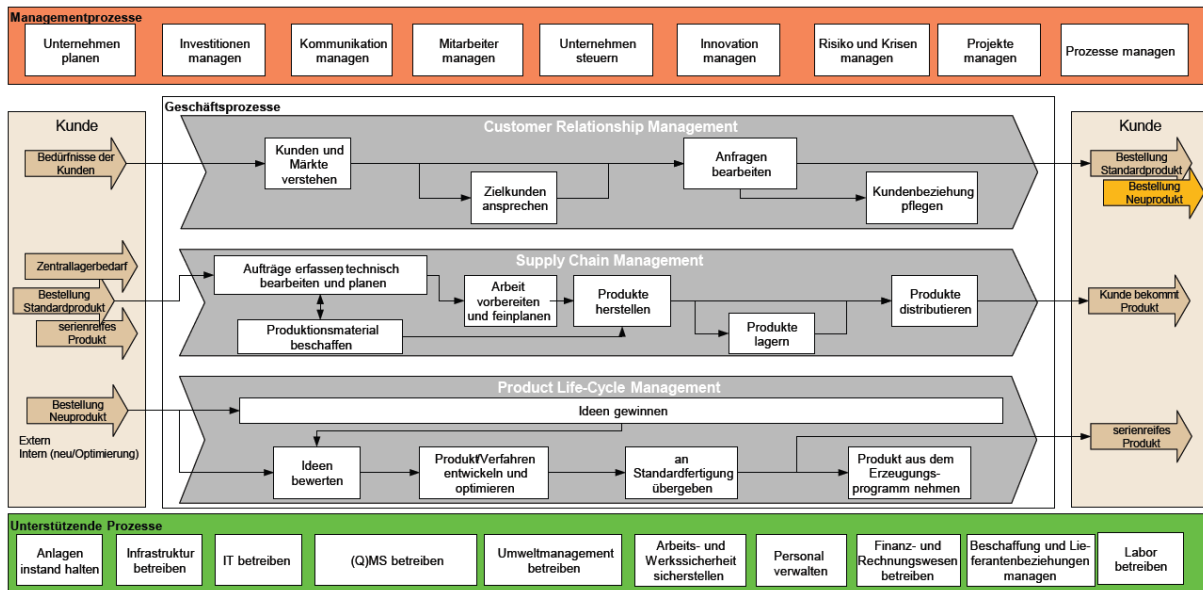 Managementprozesse
Unternehmen
planen
Investitionen
managen
Kommunikation
managen
Mitarbeiter
managen
Unternehmen
steuern
Innovation
managen
Risiko und Krisen
managen
Projekte
managen
Prozesse managen
Kunde
Bedürfnisse der
Kunden
Zentrallagerbedarf
Bestellung
Standardprodukt
serienreifes
Produkt
Bestellung
Neuprodukt
Extern
Intern (neu/Optimierung)
Geschäftsprozesse
Customer Relationship Management
Kunden und
Märkte
verstehen
Zielkunden
ansprechen
Anfragen
bearbeiten
Kundenbeziehung
pflegen
Supply Chain Management
Aufträge erfassen, technisch
bearbeiten und planen
Produktionsmaterial
beschaffen
Arbeit
vorbereiten
und feinplanen
Produkte
herstellen
Produkte
lagern
Produkte
distributieren
Product Life-Cycle Management
Ideen gewinnen
Ideen
bewerten
Produkt/Verfahren
entwickeln und
optimieren
an
Standardfertigung
übergeben
Produkt aus dem
Erzeugungs-
programm nehmen
Kunde
Bestellung
Standardprodukt
Bestellung
Neuprodukt
Kunde bekommt
Produkt
serienreifes
Produkt
Unterstützende Prozesse
Anlagen
instand halten
Infrastruktur
betreiben
IT betreiben
(Q)MS betreiben
Umweltmanagement
betreiben
Arbeits- und
Werkssicherheit
sicherstellen
Personal
verwalten
Finanz- und
Rechnungswesen
betreiben
Beschaffung und Lie-
ferantenbeziehungen
managen
Labor
betreiben